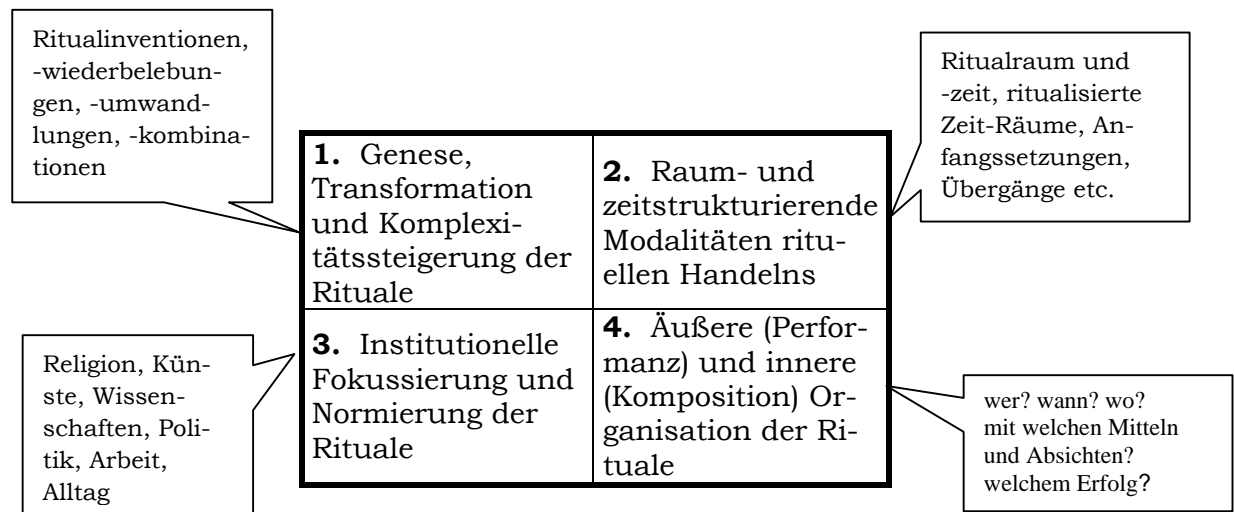 Ritualinventionen,
-wiederbelebun-
gen, -umwand-
lungen, -kombina-
tionen
Ritualraum und
-zeit, ritualisierte
Zeit-Räume, An-
fangssetzungen,
Übergänge etc.
1. Genese,
Transformation
und Komplexi-
tätssteigerung der
Rituale
2. Raum- und
zeitstrukturierende
Modalitäten ritu-
ellen Handelns
3. Institutionelle
Fokussierung und
Normierung der
Rituale
4. Äußere (Perfor-
manz) und innere
(Komposition) Or-
ganisation der Ri-
tuale
Religion, Kün-
ste, Wissen-
schaften, Poli-
tik, Arbeit,
Alltag
wer? wann? wo?
mit welchen Mitteln
und Absichten?
welchem Erfolg?